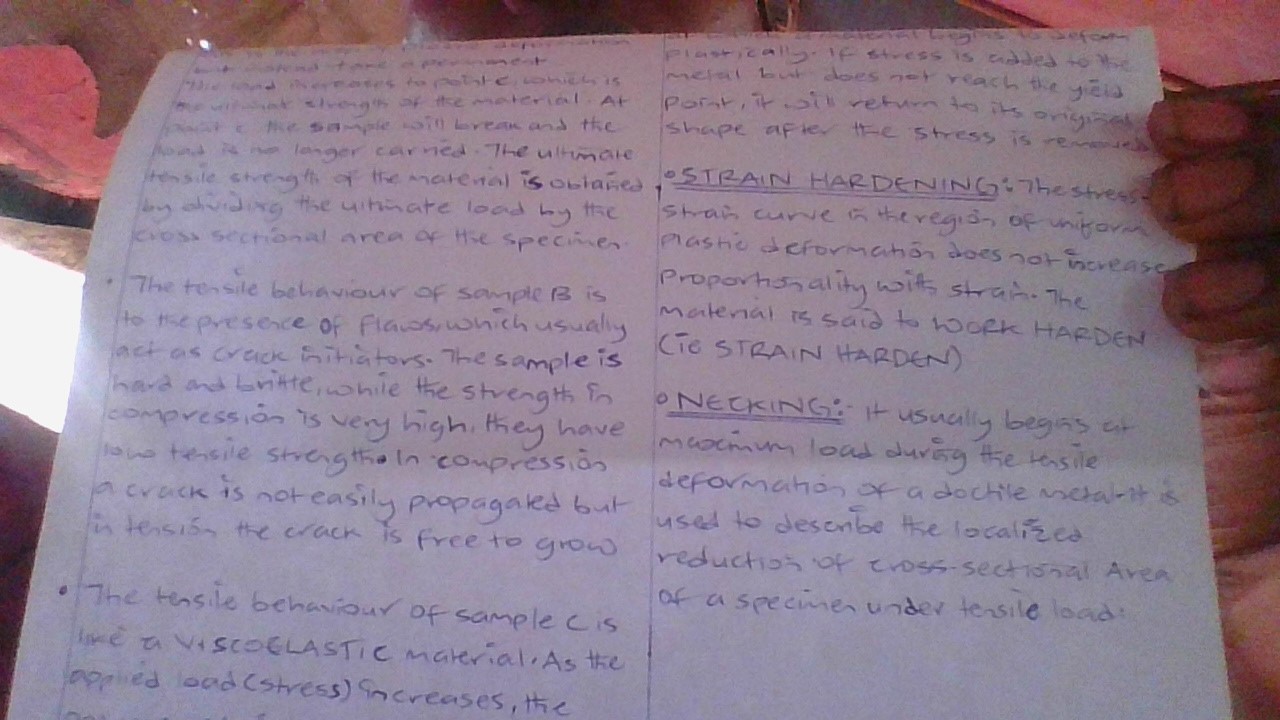 deformation
but instead take a permanent
The load increases to point C, which is
the ultimate strength of the material. At
point C the sample will break and the
load is no longer carried. The ultimate
tensile strength of the material is obtained
by dividing the ultimate load by the
cross sectional area of the specimen.
• The tensile behaviour of sample B is
to the presence of flaws, which usually
act as crack initiators. The sample is
hard and brittle, while the strength in
compression is very high, they have
low tensile strength. In compression
a crack is not easily propagated but
in tension the crack is free to grow
• The tensile behaviour of sample C is
like a VISCOELASTIC material. As the
applied load (stress) increases, the
material begins to deform
plastically. If stress is added to the
metal but does not reach the yield
point, it will return to its original
shape after the stress is removed
• STRAIN HARDENING: The stress-
strain curve in the region of uniform
plastic deformation does not increase
proportionality with strain. The
material is said to WORK HARDEN
(ie STRAIN HARDEN)
• NECKING:- It usually begins at
maximum load during the tensile
deformation of a doctile metal. It is
used to describe the localized
reduction of cross-sectional Area
of a specimen under tensile load.